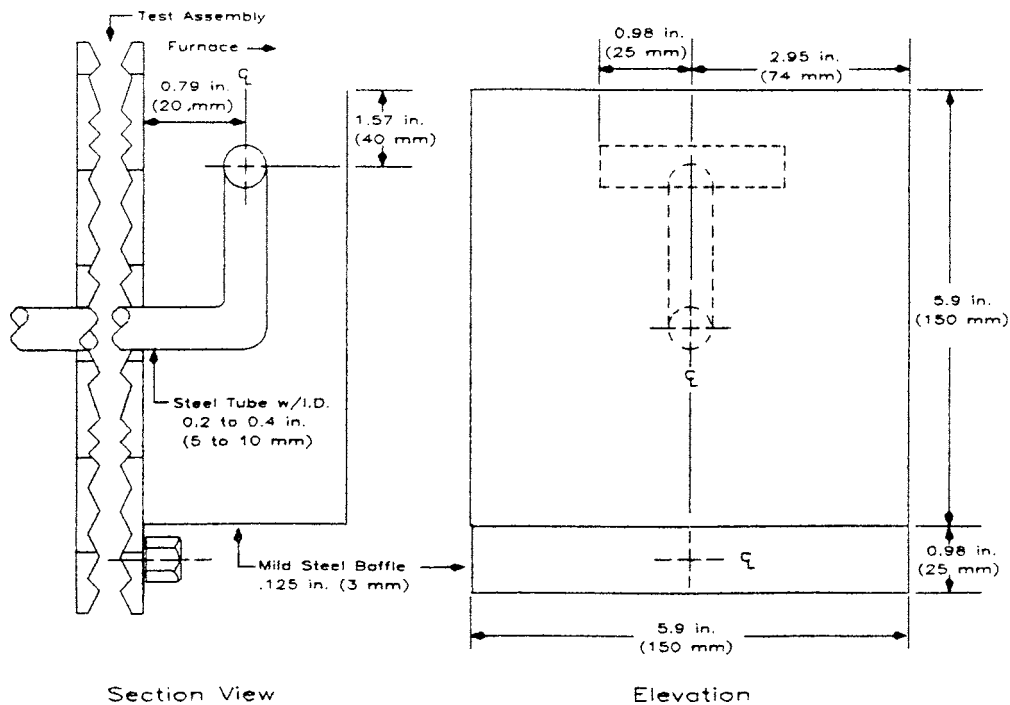 Test Assembly
Furnace
℄
0.79 in.
(20 mm)
1.57 in.
(40 mm)
Steel Tube w/I.D.
0.2 to 0.4 in.
(5 to 10 mm)
Mild Steel Baffle
.125 in. (3 mm)
Section View
0.98 in.
(25 mm)
2.95 in.
(74 mm)
℄
5.9 in.
(150 mm)
℄
0.98 in.
(25 mm)
5.9 in.
(150 mm)
Elevation